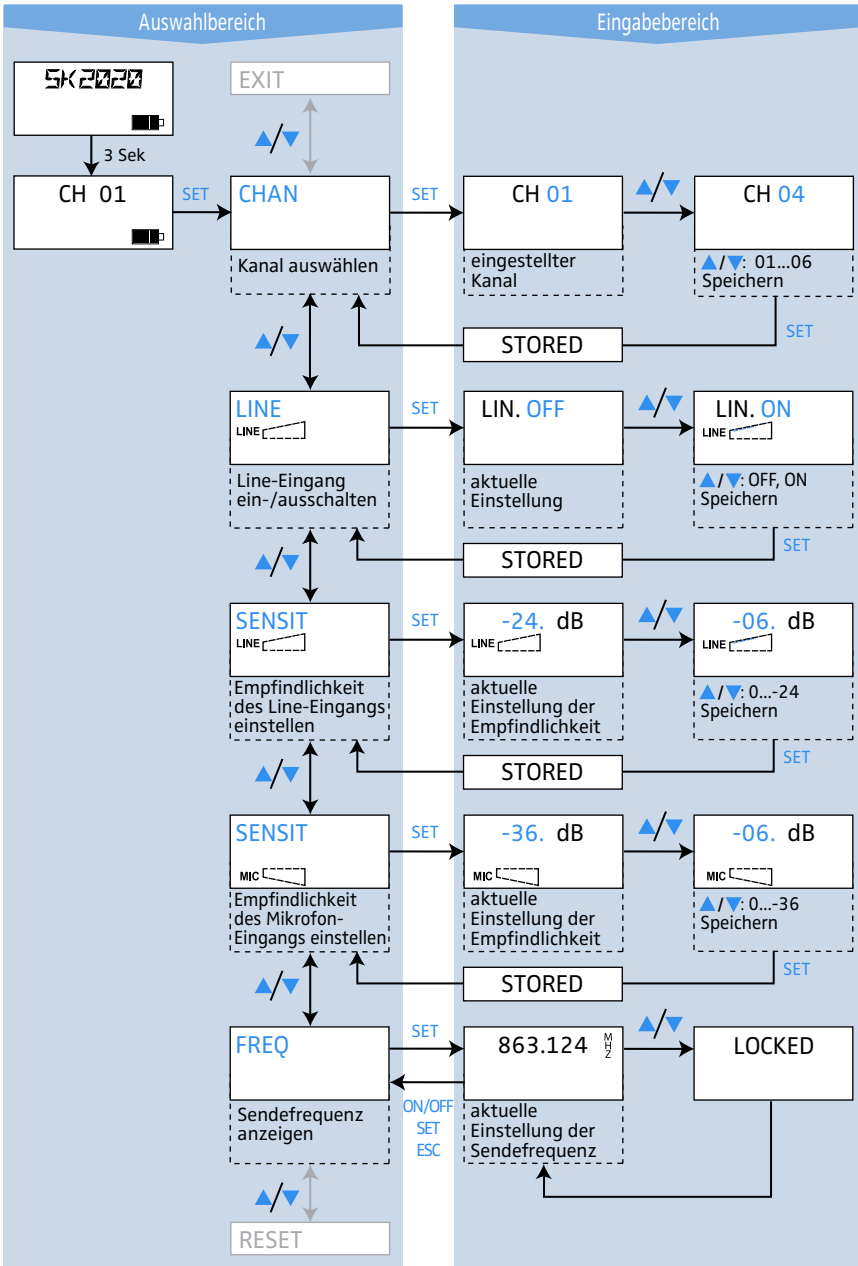 Auswahlbereich
Eingabebereich
SK2020
EXIT
▲/▼
3 Sek
CH 01
SET
CHAN
SET
CH 01
▲/▼
CH 04
Kanal auswählen
eingestellter
Kanal
▲/▼: 01...06
Speichern
▲/▼
STORED
SET
LINE
LINE
SET
LIN. OFF
▲/▼
LIN. ON
LINE
Line-Eingang
ein-/ausschalten
aktuelle
Einstellung
▲/▼: OFF, ON
Speichern
▲/▼
STORED
SET
SENSIT
LINE
SET
-24. dB
LINE
▲/▼
-06. dB
LINE
Empfindlichkeit
des Line-Eingangs
einstellen
aktuelle
Einstellung der
Empfindlichkeit
▲/▼: 0...-24
Speichern
▲/▼
STORED
SET
SENSIT
MIC
SET
-36. dB
MIC
▲/▼
-06. dB
MIC
Empfindlichkeit
des Mikrofon-
Eingangs einstellen
aktuelle
Einstellung der
Empfindlichkeit
▲/▼: 0...-36
Speichern
▲/▼
STORED
SET
FREQ
SET
863.124 MHZ
▲/▼
LOCKED
Sendefrequenz
anzeigen
ON/OFF
SET
ESC
aktuelle
Einstellung der
Sendefrequenz
▲/▼
RESET